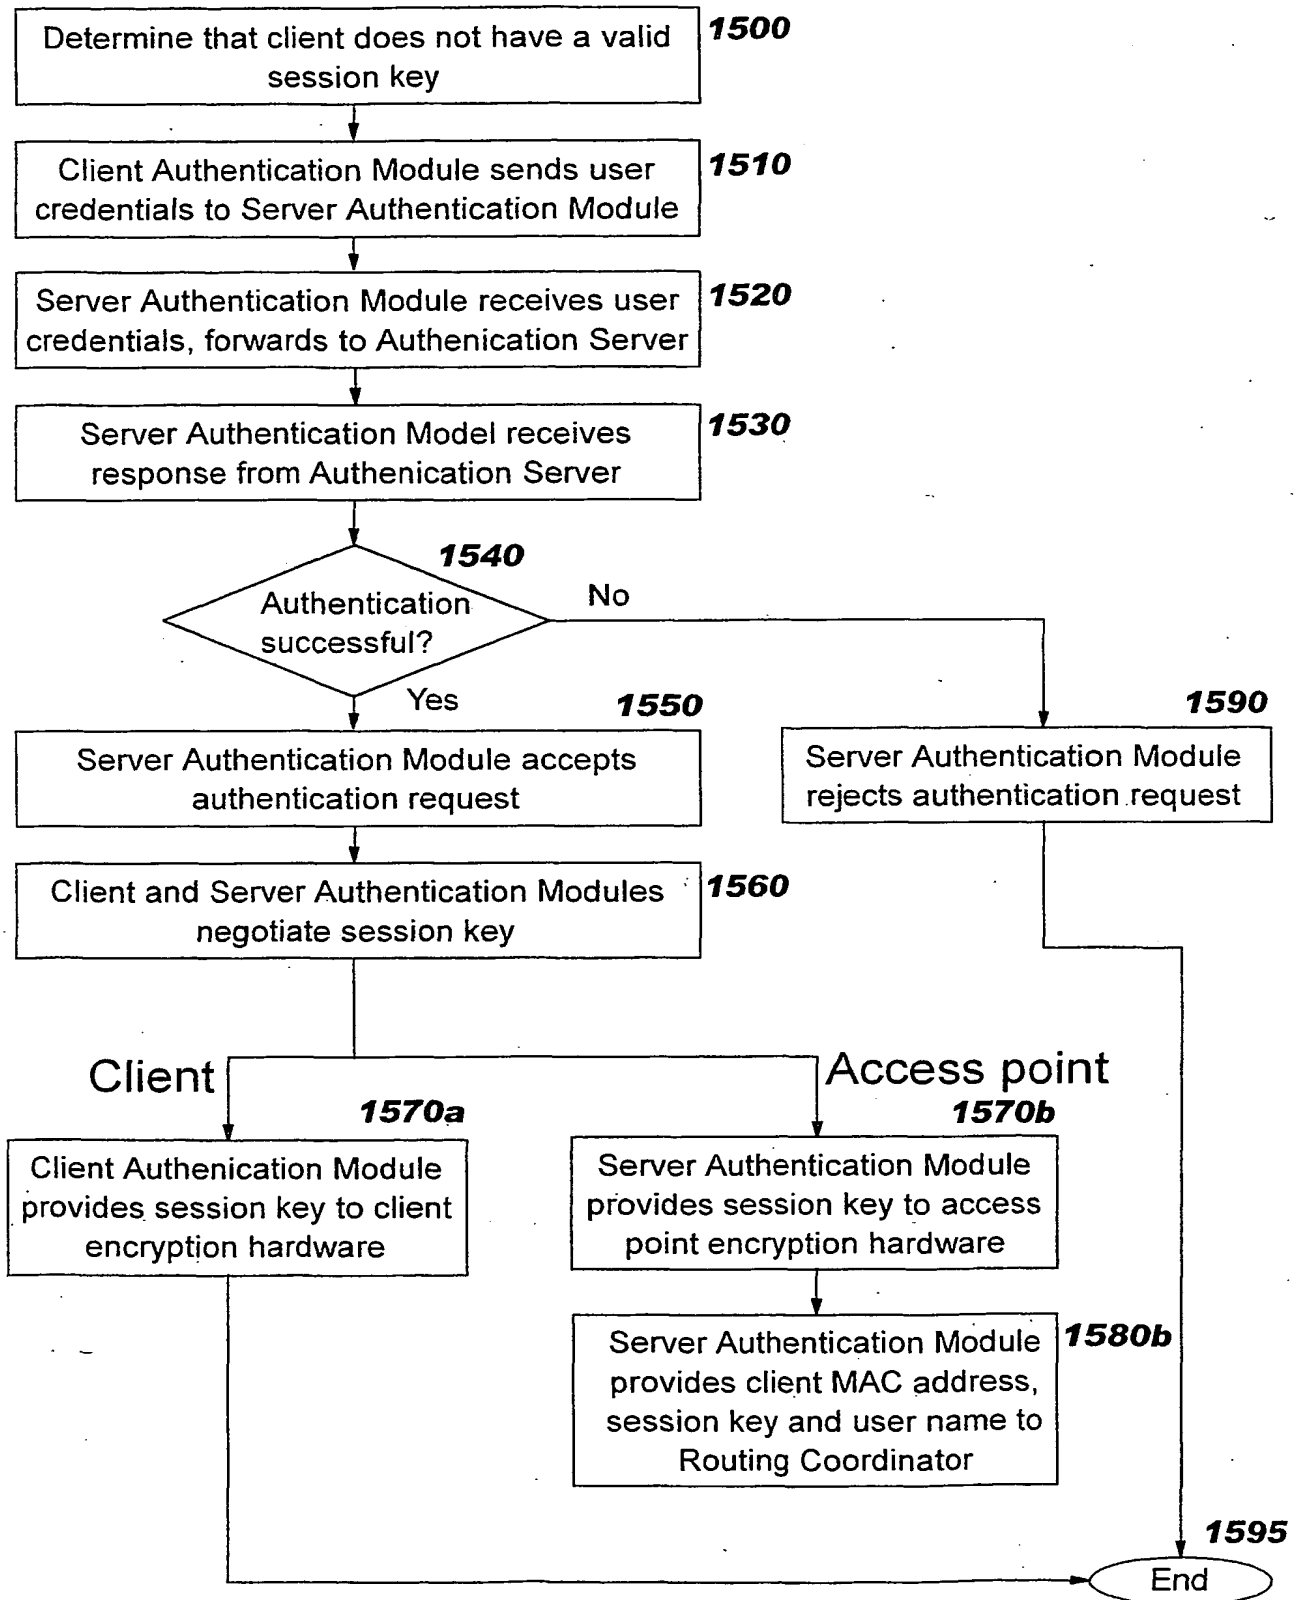 1500
Determine that client does not have a valid
session key
1510
Client Authentication Module sends user
credentials to Server Authentication Module
1520
Server Authentication Module receives user
credentials, forwards to Authenication Server
1530
Server Authentication Model receives
response from Authenication Server
1540
Authentication
successful?
No
Yes
1550
Server Authentication Module accepts
authentication request
1590
Server Authentication Module
rejects authentication request
1560
Client and Server Authentication Modules
negotiate session key
Client
1570a
Client Authenication Module
provides session key to client
encryption hardware
Access point
1570b
Server Authentication Module
provides session key to access
point encryption hardware
1580b
Server Authentication Module
provides client MAC address,
session key and user name to
Routing Coordinator
1595
End